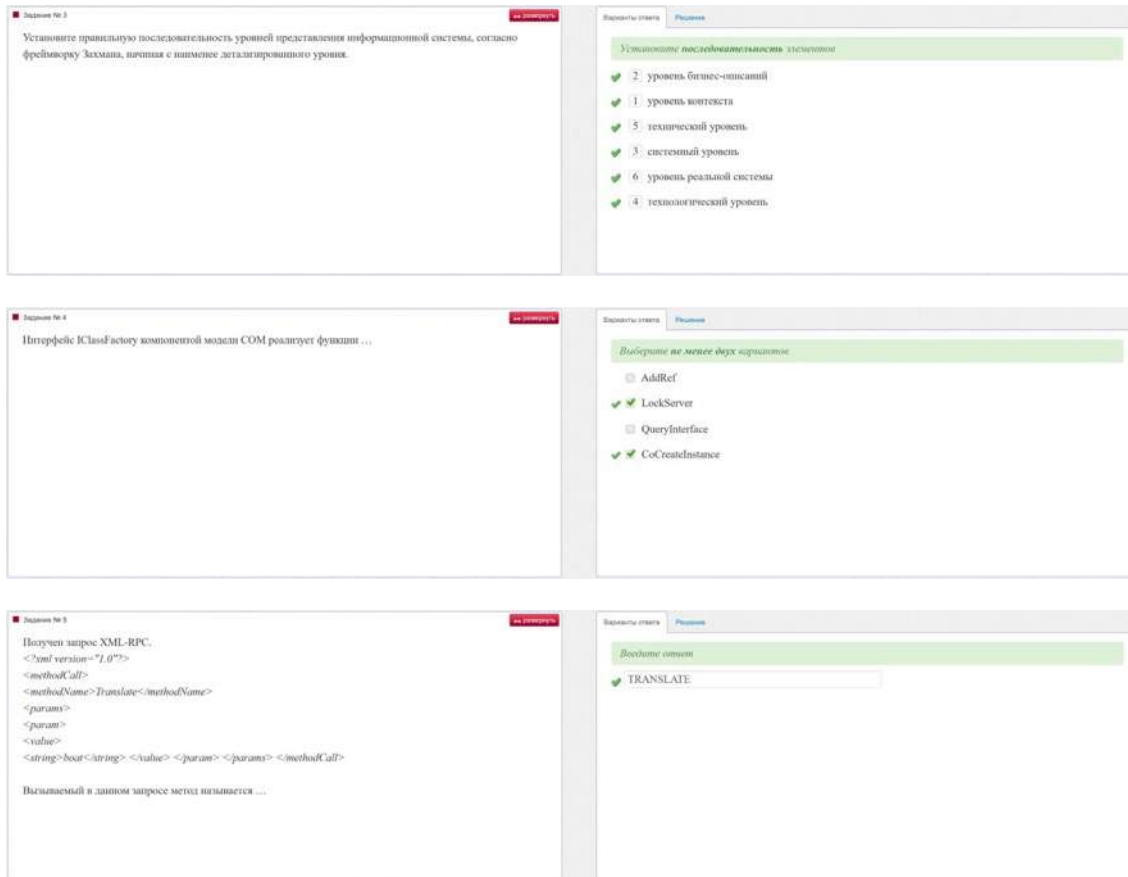 Задание № 3
развернуть
Установите правильную последовательность уровней представления информационной системы, согласно
фреймворку Захмана, начиная с наименее детализированного уровня.
Варианты ответа
Решение
Установите последовательность элементов
2 уровень бизнес-описаний
1 уровень контекста
5 технический уровень
3 системный уровень
6 уровень реальной системы
4 технологический уровень
Задание № 4
развернуть
Интерфейс IClassFactory компонентой модели COM реализует функции …
Варианты ответа
Решение
Выберите не менее двух вариантов
AddRef
LockServer
QueryInterface
CoCreateInstance
Задание № 5
развернуть
Получен запрос XML-RPC.
<?xml version="1.0"?>
<methodCall>
<methodName>Translate</methodName>
<params>
<param>
<value>
<string>boat</string> </value> </param> </params> </methodCall>
Вызываемый в данном запросе метод называется …
Варианты ответа
Решение
Введите ответ
TRANSLATE